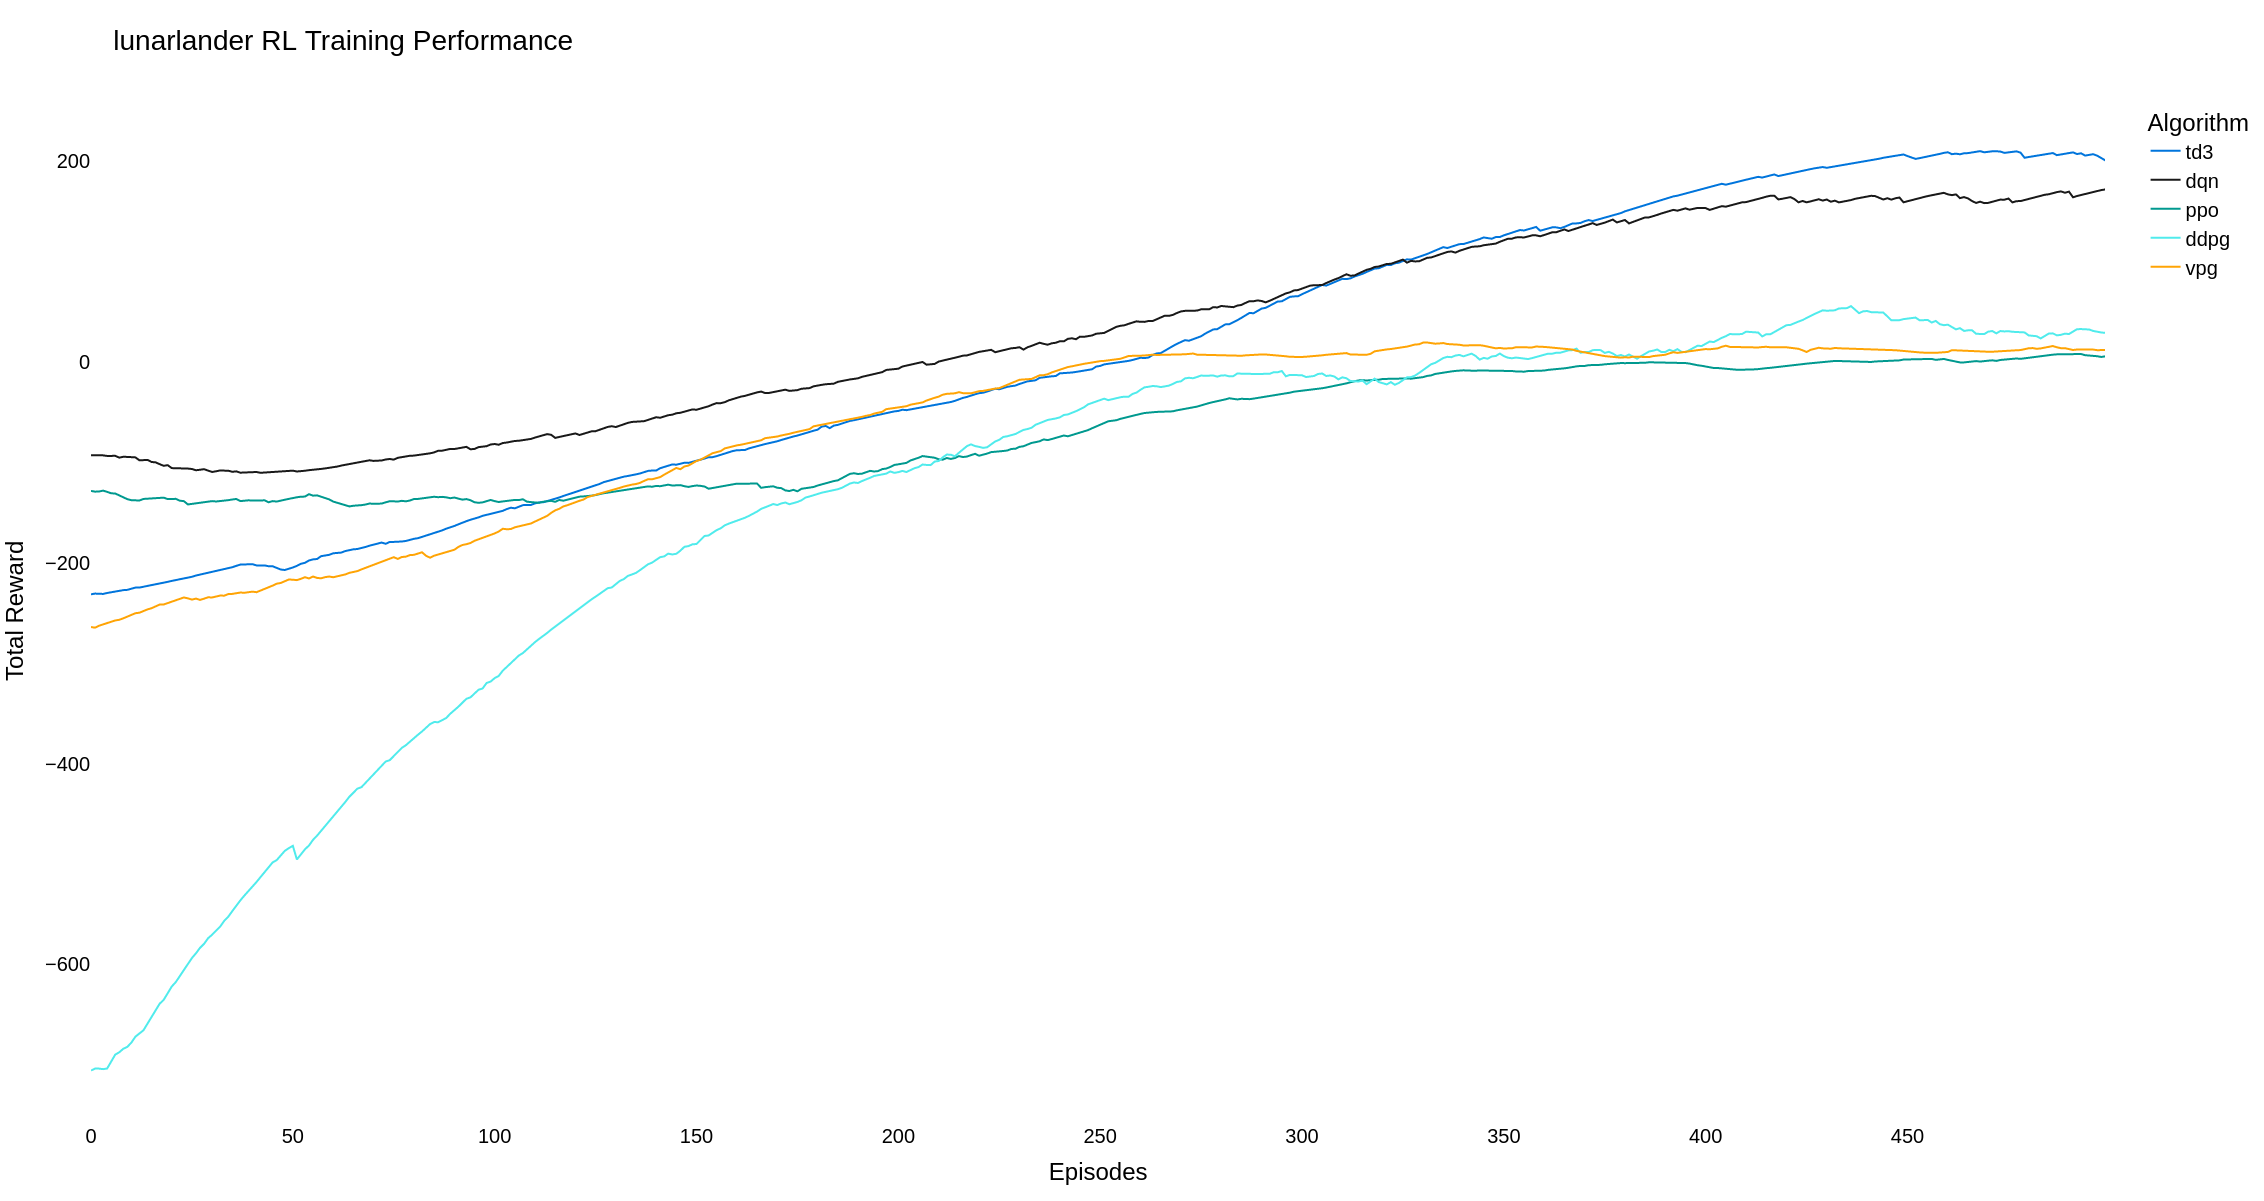 lunarlander RL Training Performance
Algorithm
td3
dqn
ppo
ddpg
vpg
Total Reward
200
0
−200
−400
−600
0 50 100 150 200 250 300 350 400 450
Episodes